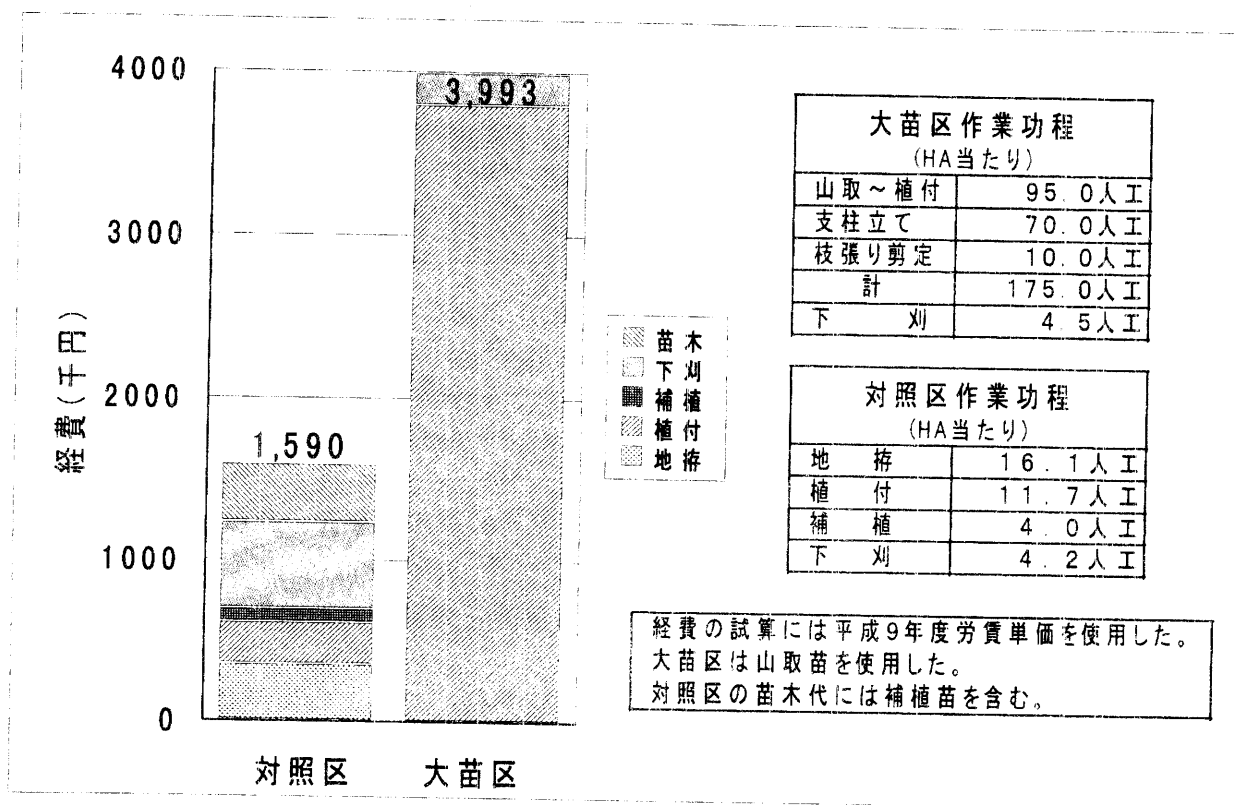 4000
3000
2000
1000
0
経費(千円)
1,590
3,993
対照区
大苗区
苗木
下刈
補植
植付
地拵
大苗区作業功程
(HA当たり)
山取~植付 95.0人工
支柱立て 70.0人工
枝張り剪定 10.0人工
計 175.0人工
下刈 4.5人工
対照区作業功程
(HA当たり)
地拵 16.1人工
植付 11.7人工
補植 4.0人工
下刈 4.2人工
経費の試算には平成9年度労賃単価を使用した。
大苗区は山取苗を使用した。
対照区の苗木代には補植苗を含む。